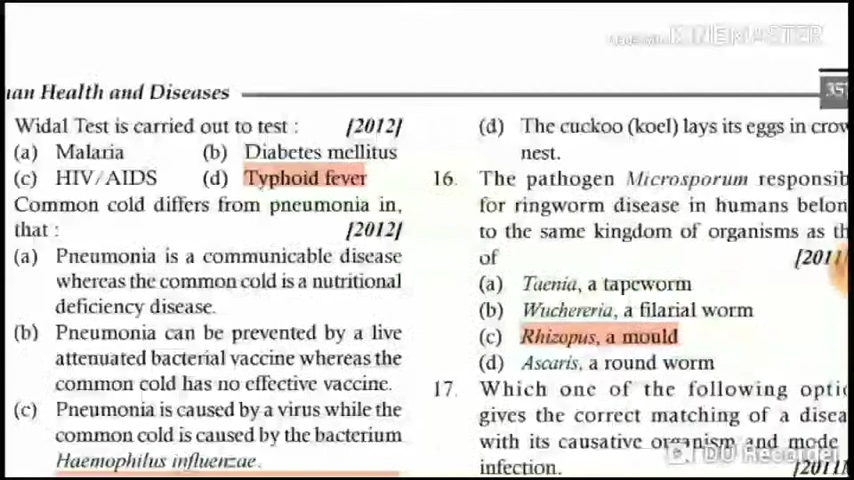 Made with KINEMASTER
an Health and Diseases
35
Widal Test is carried out to test : [2012]
(a) Malaria (b) Diabetes mellitus
(c) HIV/AIDS (d) Typhoid fever
Common cold differs from pneumonia in,
that : [2012]
(a) Pneumonia is a communicable disease
whereas the common cold is a nutritional
deficiency disease.
(b) Pneumonia can be prevented by a live
attenuated bacterial vaccine whereas the
common cold has no effective vaccine.
(c) Pneumonia is caused by a virus while the
common cold is caused by the bacterium
Haemophilus influenzae.
(d) The cuckoo (koel) lays its eggs in crow
nest.
16. The pathogen Microsporum responsib
for ringworm disease in humans belon
to the same kingdom of organisms as th
of [2011
(a) Taenia, a tapeworm
(b) Wuchereria, a filarial worm
(c) Rhizopus, a mould
(d) Ascaris, a round worm
17. Which one of the following optio
gives the correct matching of a disea
with its causative organism and mode
infection. [2011
DU Recorder